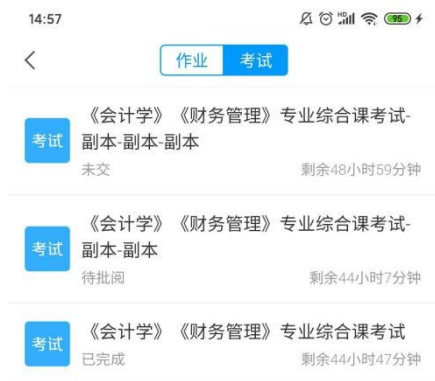 14:57
HD 5G 95
作业 考试
《会计学》《财务管理》专业综合课考试-
考试
副本-副本-副本
未交 剩余48小时59分钟
《会计学》《财务管理》专业综合课考试-
考试
副本-副本
待批阅 剩余44小时7分钟
《会计学》《财务管理》专业综合课考试
考试
已完成 剩余44小时47分钟